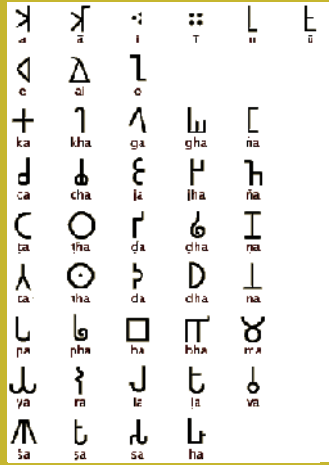 𑀅 𑀆 𑀇 𑀈 𑀉 𑀊
a ā i ī u ū
𑀏 𑀐 𑀑
e ai o
𑀓 𑀔 𑀕 𑀖 𑀗
ka kha ga gha ṅa
𑀘 𑀙 𑀚 𑀛 𑀜
ca cha ja jha ña
𑀝 𑀞 𑀟 𑀠 𑀡
ṭa ṭha ḍa ḍha ṇa
𑀢 𑀣 𑀤 𑀥 𑀦
ta tha da dha na
𑀧 𑀨 𑀩 𑀪 𑀫
pa pha ba bha ma
𑀬 𑀭 𑀮 𑀴 𑀯
ya ra la ḷa va
𑀰 𑀱 𑀲 𑀳
śa ṣa sa ha